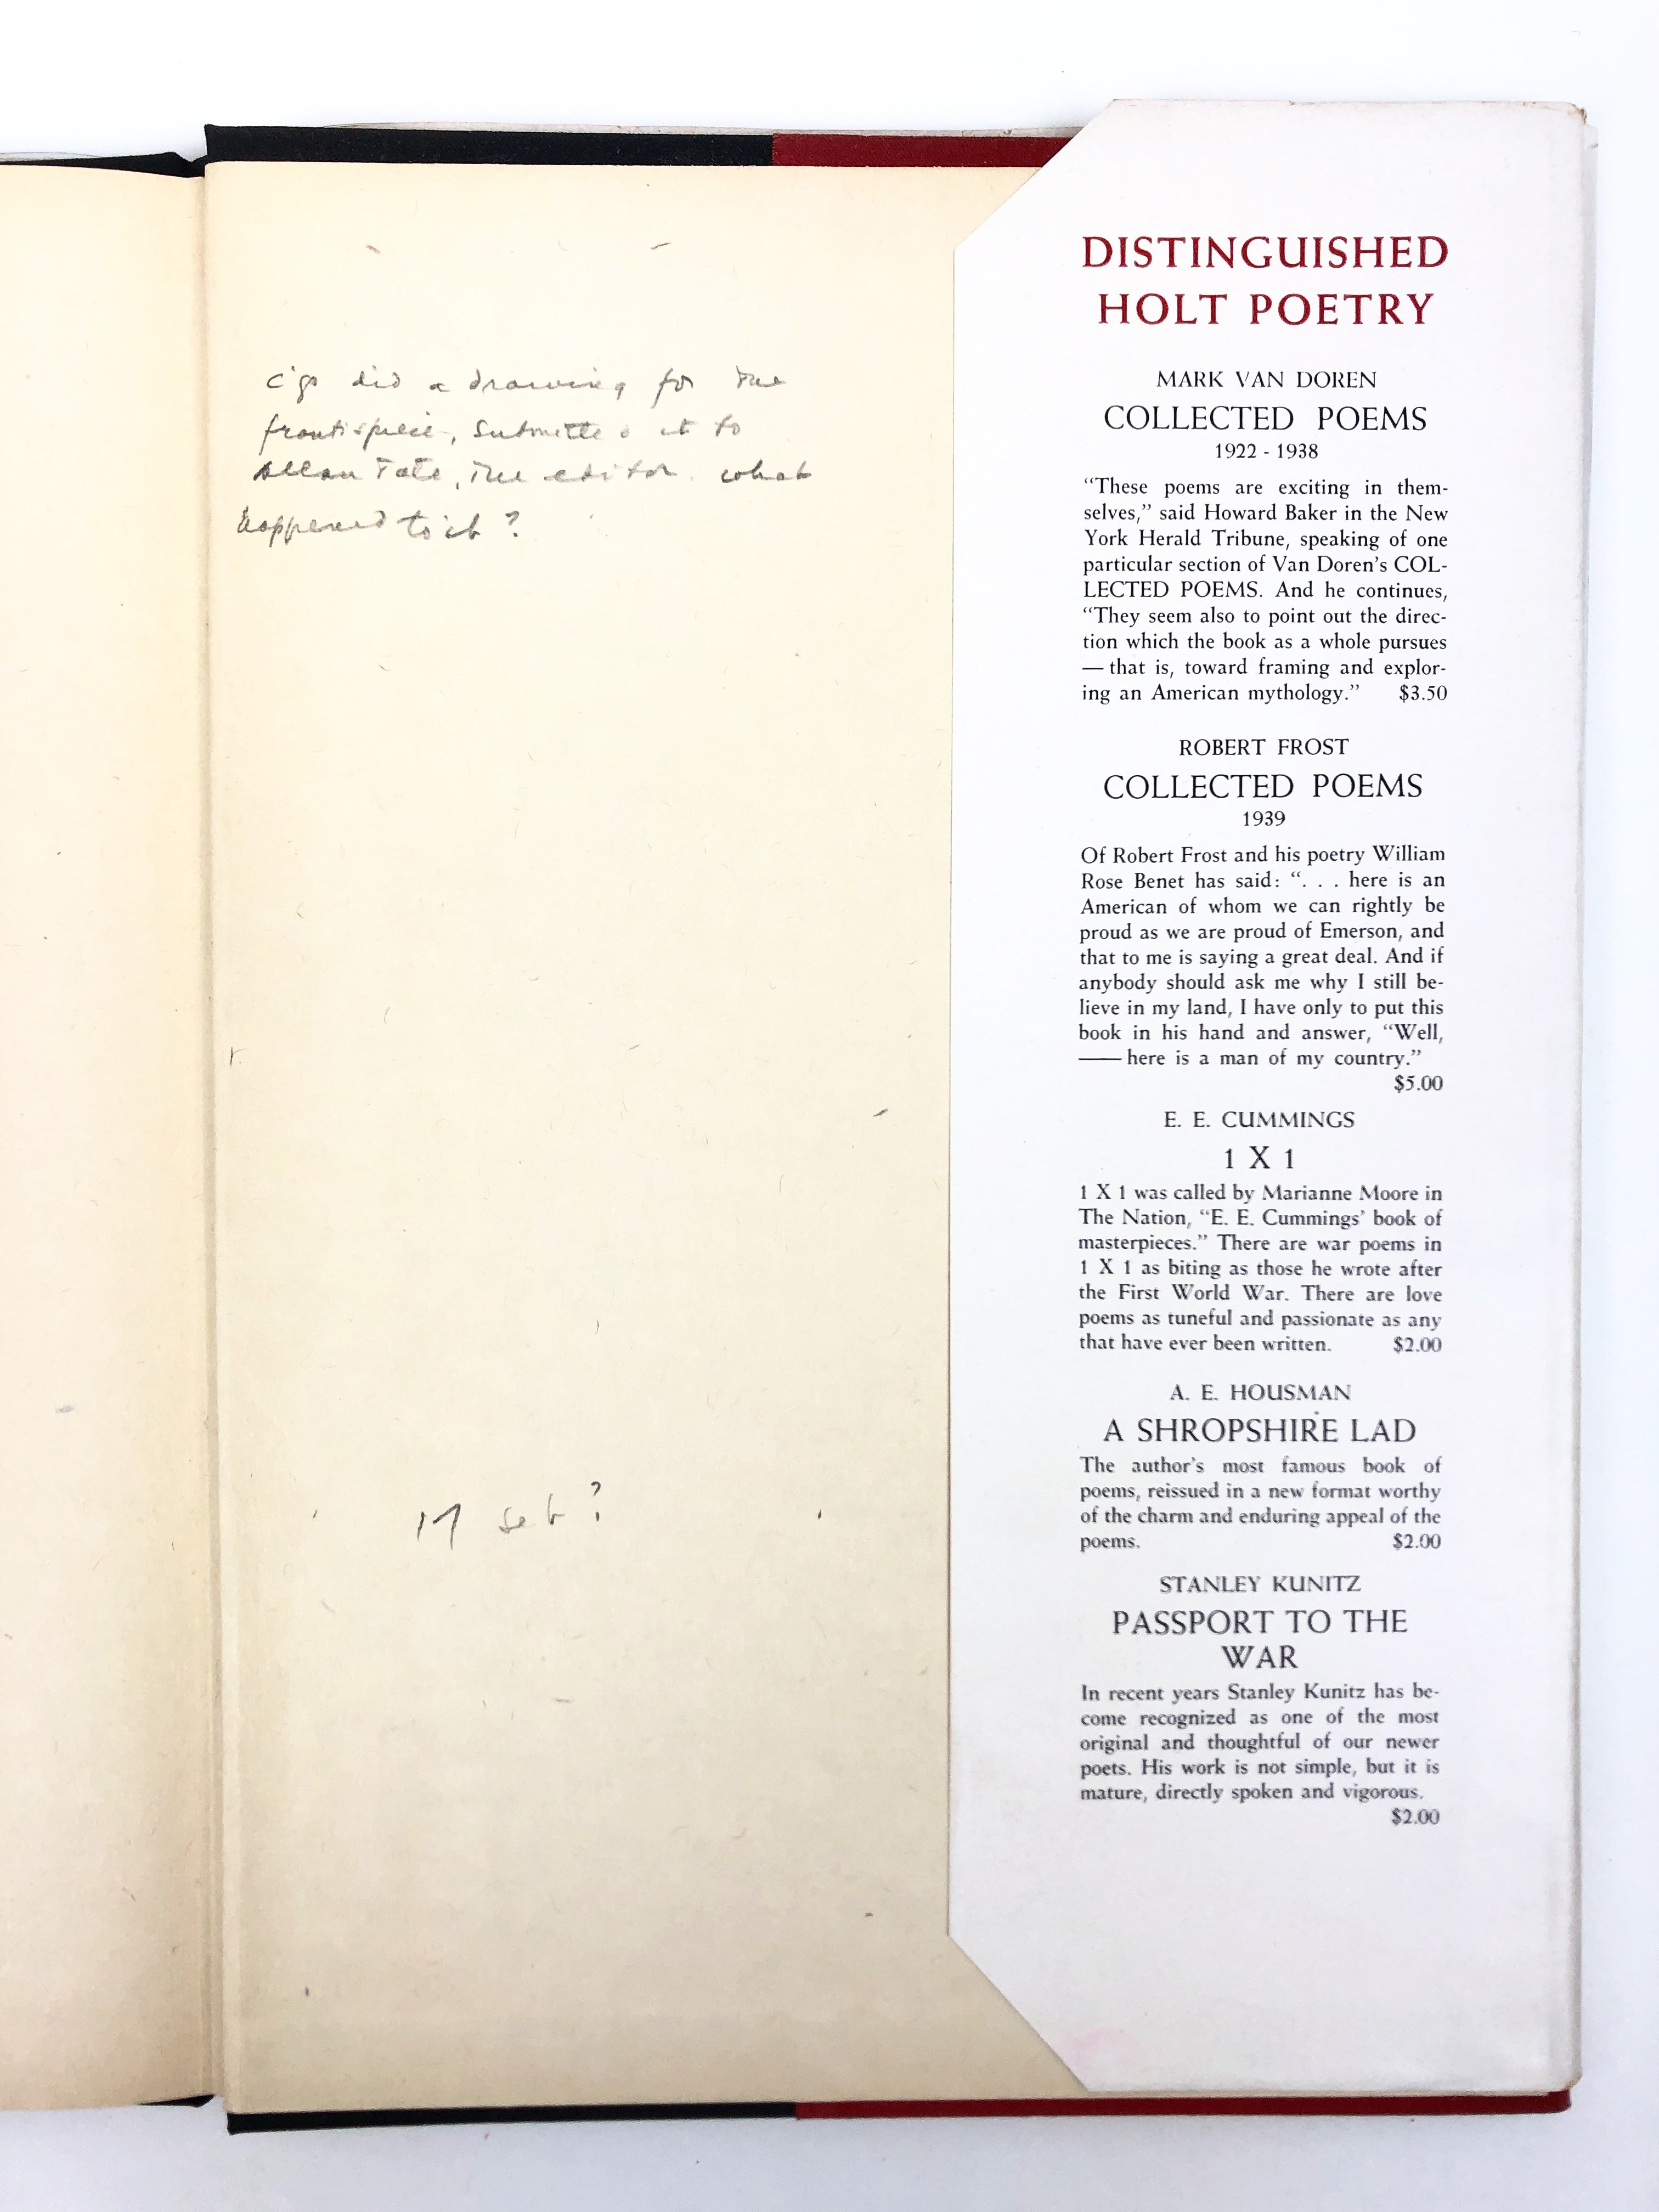 did a drawing for the
frontispiece, submitted it to
Allan Tate, the editor. what
happened to it?
17 set?
DISTINGUISHED
HOLT POETRY
MARK VAN DOREN
COLLECTED POEMS
1922 - 1938
“These poems are exciting in them-
selves,” said Howard Baker in the New
York Herald Tribune, speaking of one
particular section of Van Doren’s COL-
LECTED POEMS. And he continues,
“They seem also to point out the direc-
tion which the book as a whole pursues
— that is, toward framing and explor-
ing an American mythology.” $3.50
ROBERT FROST
COLLECTED POEMS
1939
Of Robert Frost and his poetry William
Rose Benet has said: “. . . here is an
American of whom we can rightly be
proud as we are proud of Emerson, and
that to me is saying a great deal. And if
anybody should ask me why I still be-
lieve in my land, I have only to put this
book in his hand and answer, “Well,
—— here is a man of my country.”
$5.00
E. E. CUMMINGS
1 X 1
1 X 1 was called by Marianne Moore in
The Nation, “E. E. Cummings’ book of
masterpieces.” There are war poems in
1 X 1 as biting as those he wrote after
the First World War. There are love
poems as tuneful and passionate as any
that have ever been written. $2.00
A. E. HOUSMAN
A SHROPSHIRE LAD
The author’s most famous book of
poems, reissued in a new format worthy
of the charm and enduring appeal of the
poems. $2.00
STANLEY KUNITZ
PASSPORT TO THE
WAR
In recent years Stanley Kunitz has be-
come recognized as one of the most
original and thoughtful of our newer
poets. His work is not simple, but it is
mature, directly spoken and vigorous.
$2.00